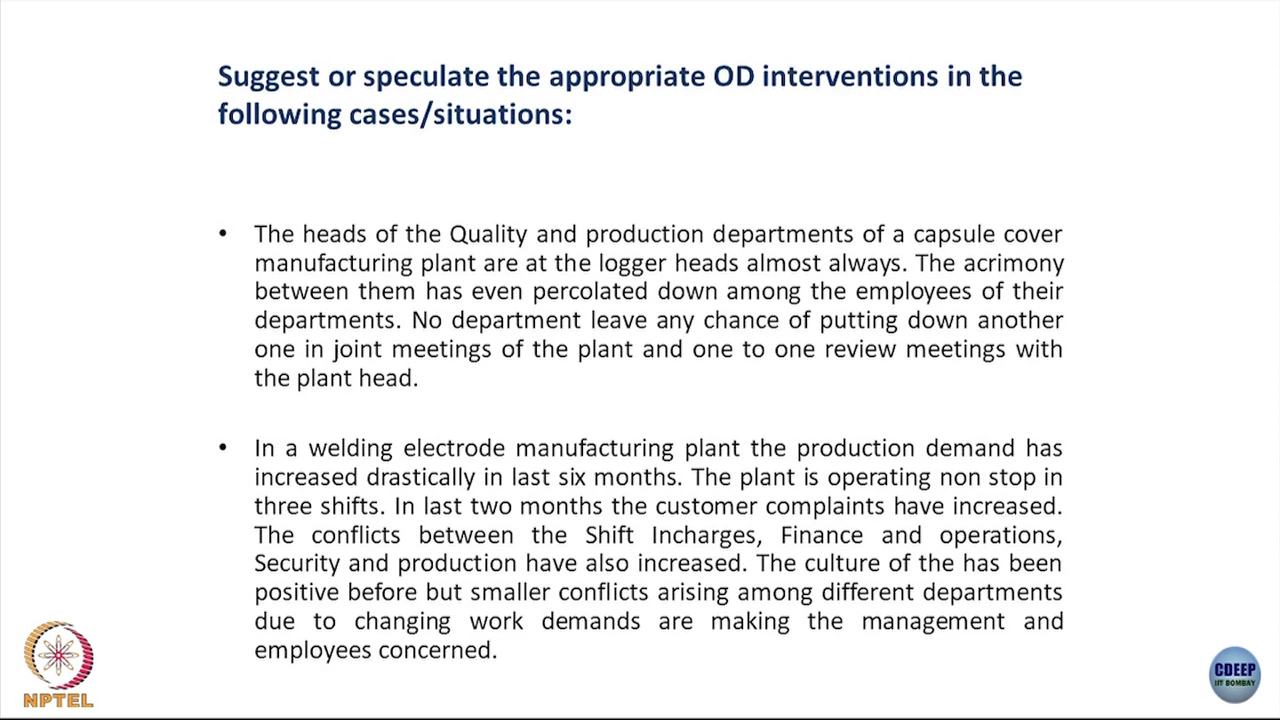 Suggest or speculate the appropriate OD interventions in the
following cases/situations:
• The heads of the Quality and production departments of a capsule cover
manufacturing plant are at the logger heads almost always. The acrimony
between them has even percolated down among the employees of their
departments. No department leave any chance of putting down another
one in joint meetings of the plant and one to one review meetings with
the plant head.
• In a welding electrode manufacturing plant the production demand has
increased drastically in last six months. The plant is operating non stop in
three shifts. In last two months the customer complaints have increased.
The conflicts between the Shift Incharges, Finance and operations,
Security and production have also increased. The culture of the has been
positive before but smaller conflicts arising among different departments
due to changing work demands are making the management and
employees concerned.
NPTEL
CDEEP
IIT BOMBAY